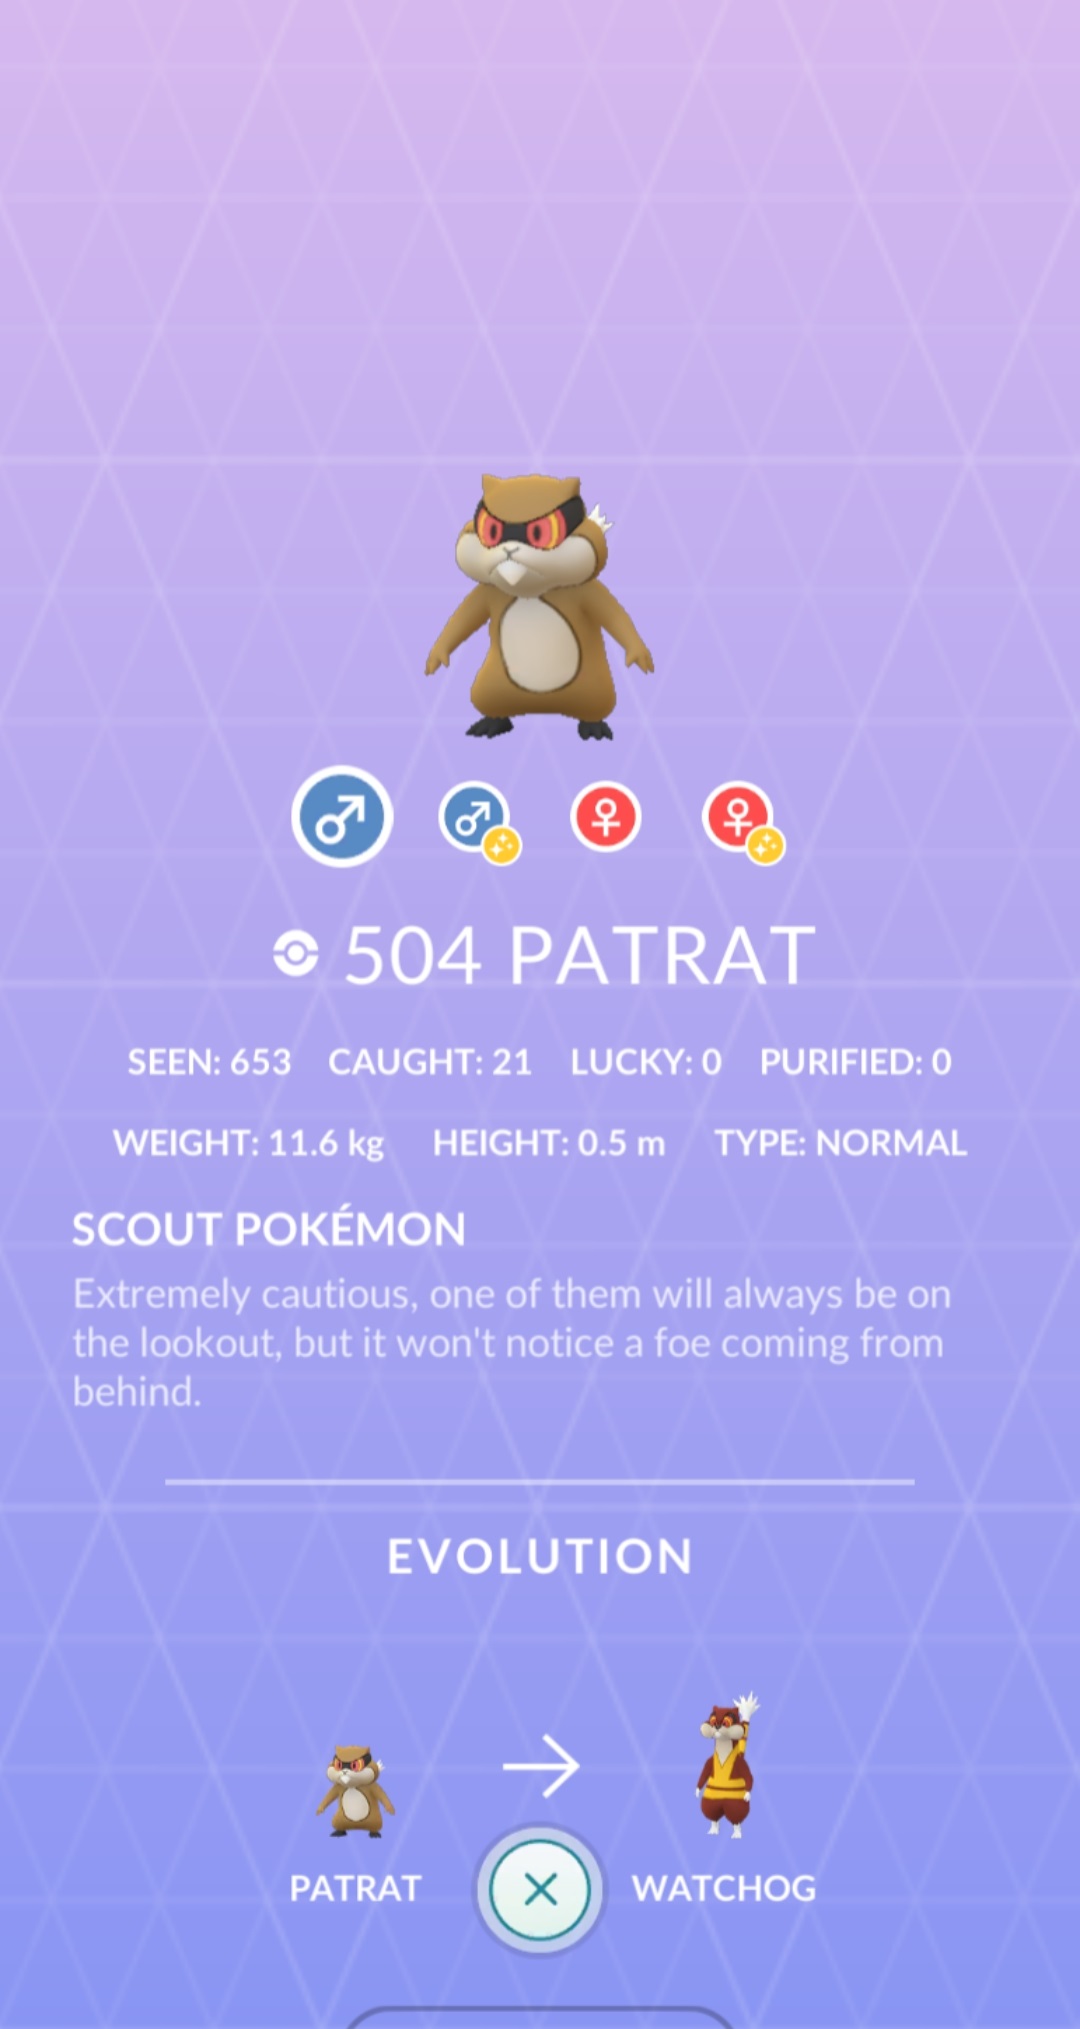 504 PATRAT
SEEN: 653 CAUGHT: 21 LUCKY: 0 PURIFIED: 0
WEIGHT: 11.6 kg HEIGHT: 0.5 m TYPE: NORMAL
SCOUT POKÉMON
Extremely cautious, one of them will always be on
the lookout, but it won't notice a foe coming from
behind.
EVOLUTION
PATRAT WATCHOG